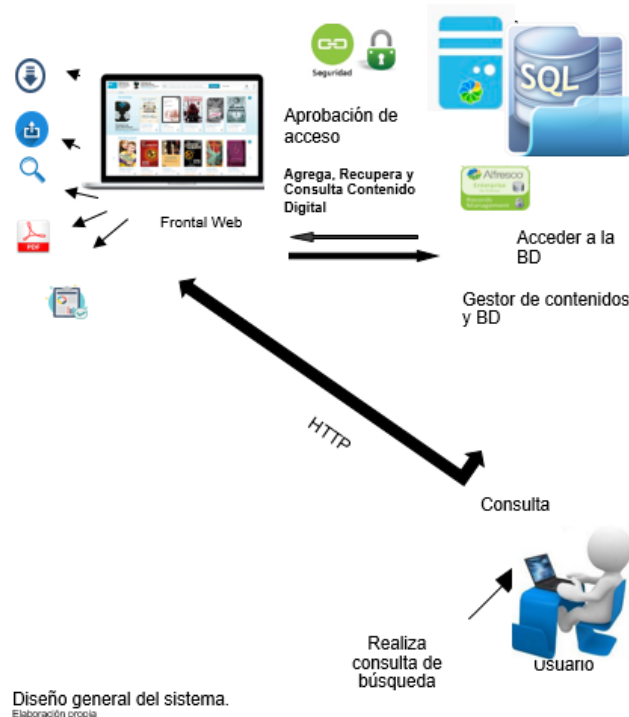 Seguridad
SQL
Aprobación de
acceso
Agrega, Recupera y
Consulta Contenido
Digital
Alfresco
Frontal Web
PDF
Acceder a la
BD
Gestor de contenidos
y BD
HTTP
Consulta
Realiza
consulta de
búsqueda
Usuario
Diseño general del sistema.
Elaboración propia